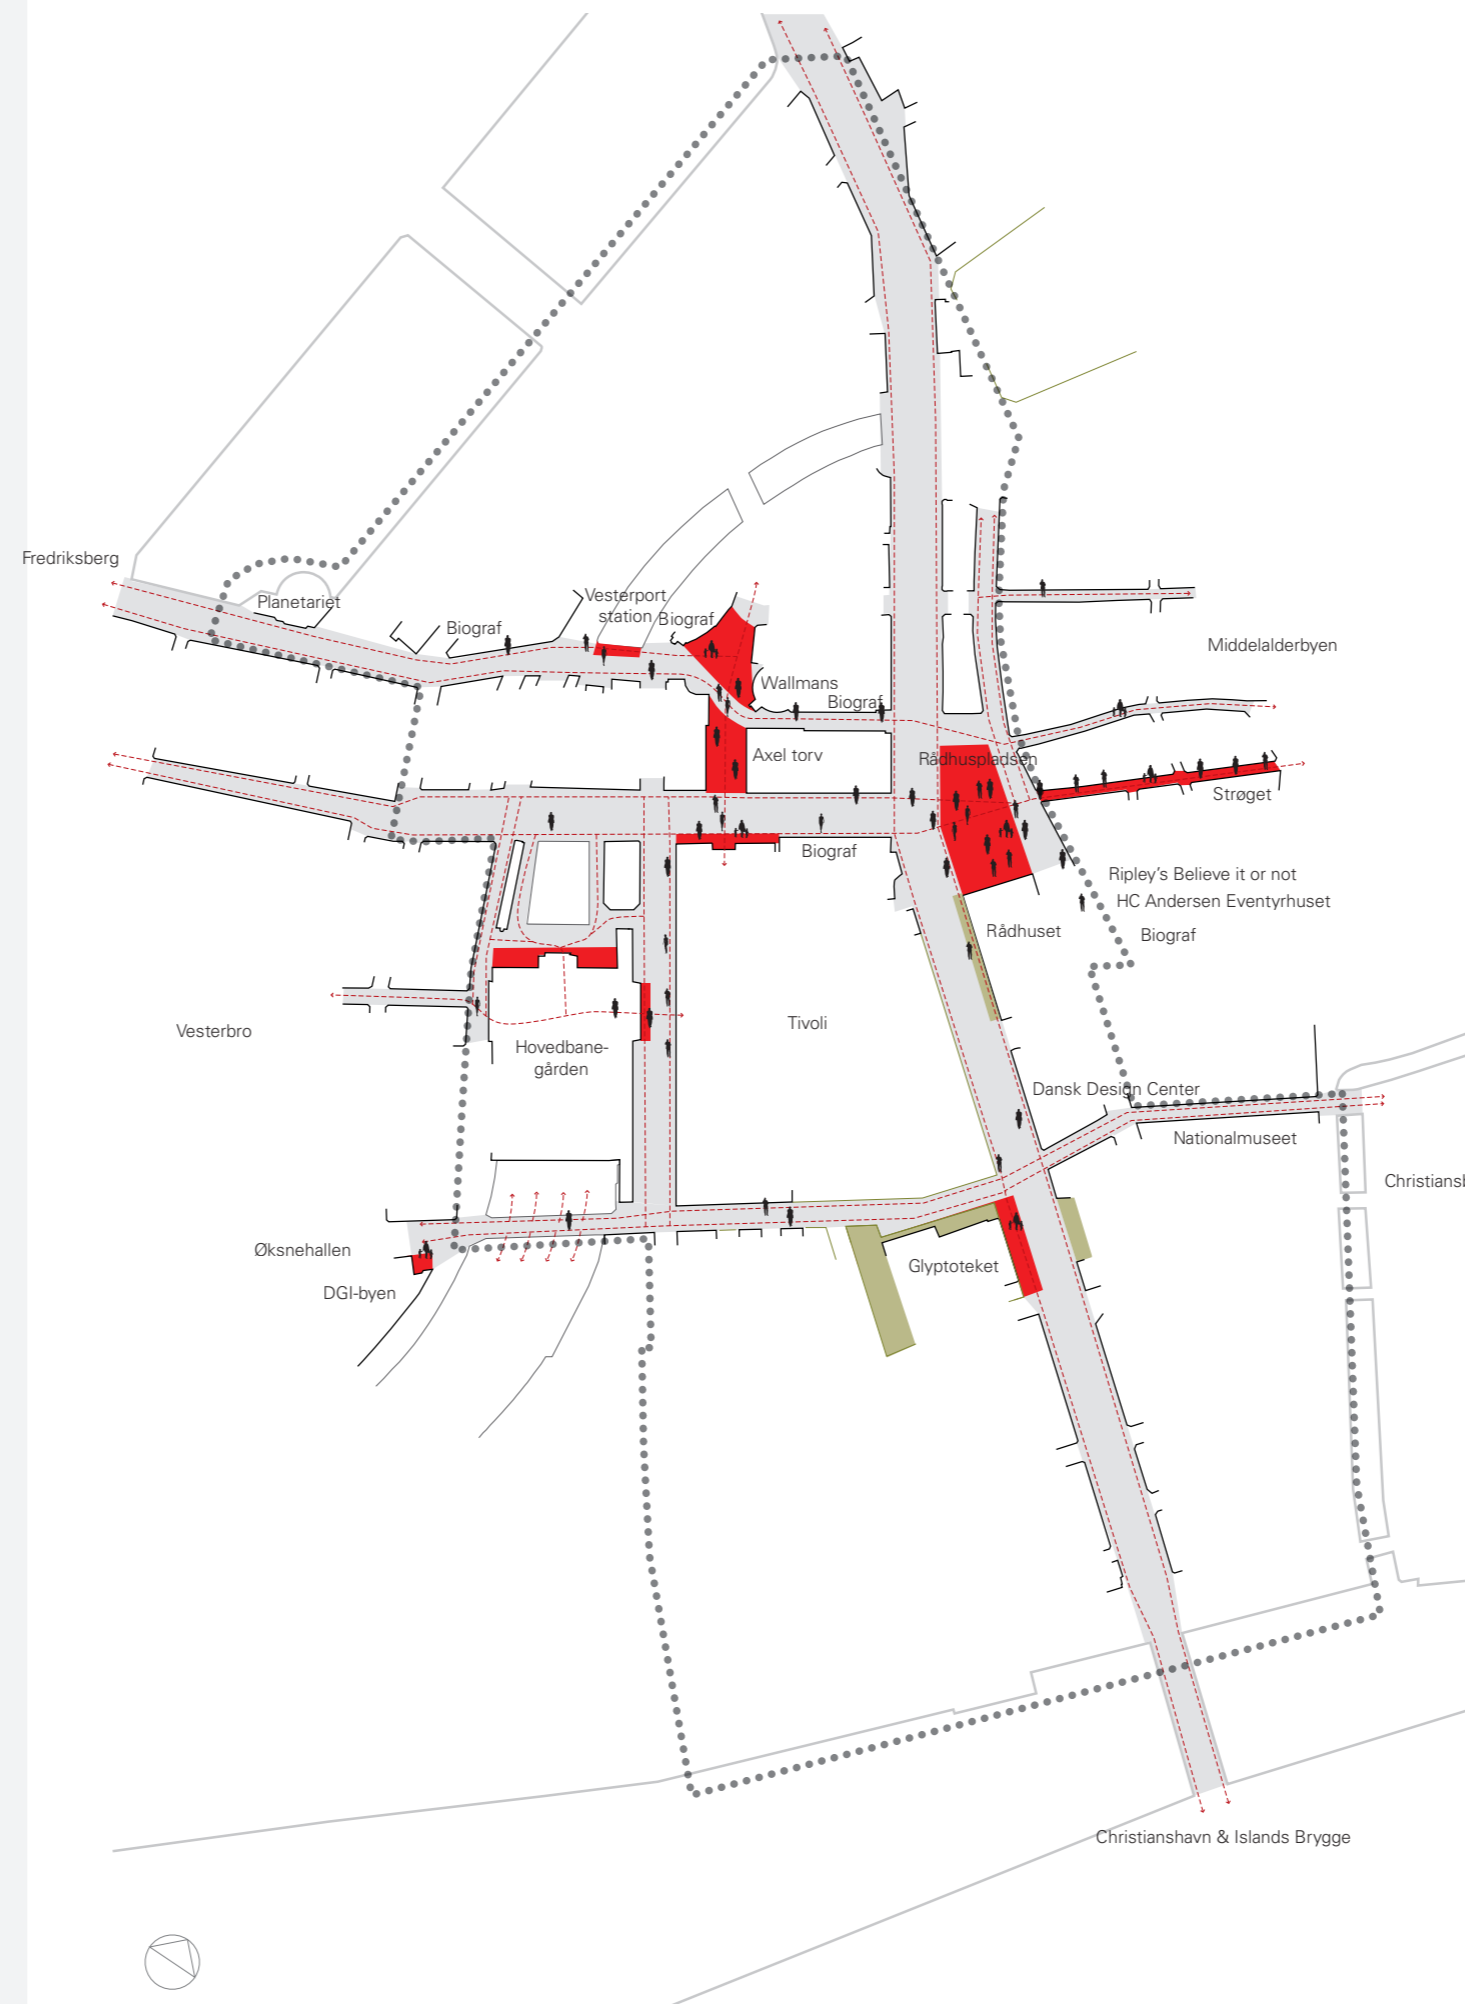 Fredriksberg
Planetariet
Biograf
Vesterport
station
Biograf
Middelalderbyen
Wallmans
Biograf
Axel torv
Rådhuspladsen
Strøget
Biograf
Ripley's Believe it or not
HC Andersen Eventyrhuset
Rådhuset
Biograf
Vesterbro
Tivoli
Hovedbane-
gården
Dansk Design Center
Nationalmuseet
Christiansb
Øksnehallen
Glyptoteket
DGI-byen
Christianshavn & Islands Brygge